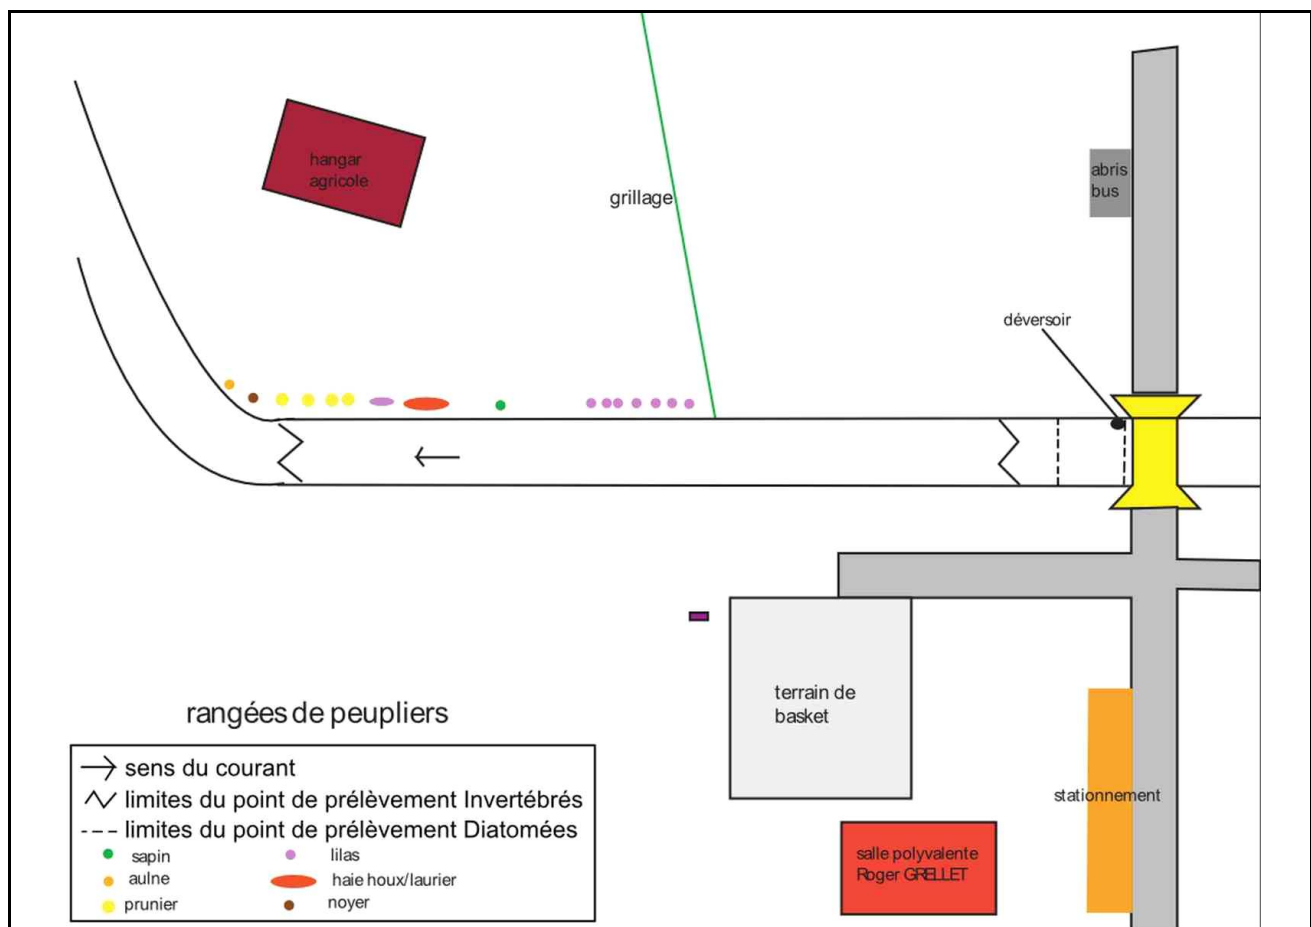 hangar
agricole
grillage
abris
bus
déversoir
terrain de
basket
rangées de peupliers
sens du courant
limites du point de prélèvement Invertébrés
limites du point de prélèvement Diatomées
sapin
lilas
aulne
haie houx/laurier
prunier
noyer
stationnement
salle polyvalente
Roger GRELLET